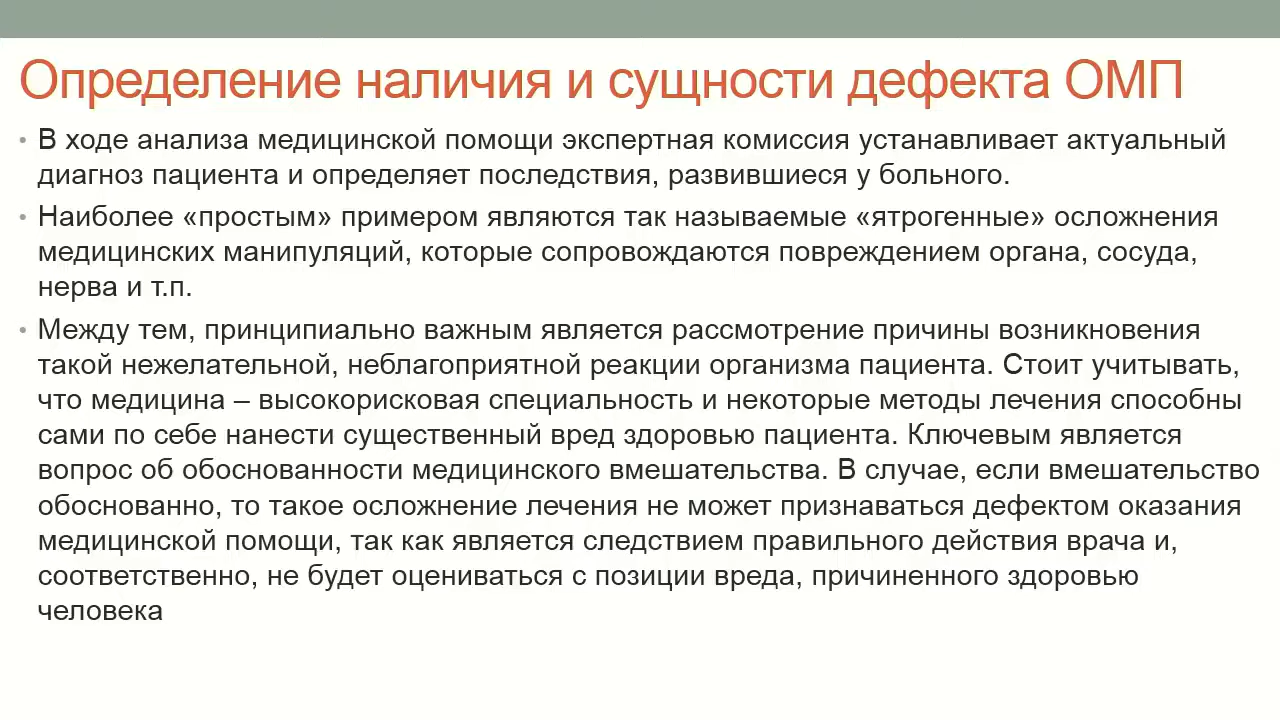 Определение наличия и сущности дефекта ОМП
• В ходе анализа медицинской помощи экспертная комиссия устанавливает актуальный
диагноз пациента и определяет последствия, развившиеся у больного.
• Наиболее «простым» примером являются так называемые «ятрогенные» осложнения
медицинских манипуляций, которые сопровождаются повреждением органа, сосуда,
нерва и т.п.
• Между тем, принципиально важным является рассмотрение причины возникновения
такой нежелательной, неблагоприятной реакции организма пациента. Стоит учитывать,
что медицина – высокорисковая специальность и некоторые методы лечения способны
сами по себе нанести существенный вред здоровью пациента. Ключевым является
вопрос об обоснованности медицинского вмешательства. В случае, если вмешательство
обоснованно, то такое осложнение лечения не может признаваться дефектом оказания
медицинской помощи, так как является следствием правильного действия врача и,
соответственно, не будет оцениваться с позиции вреда, причиненного здоровью
человека